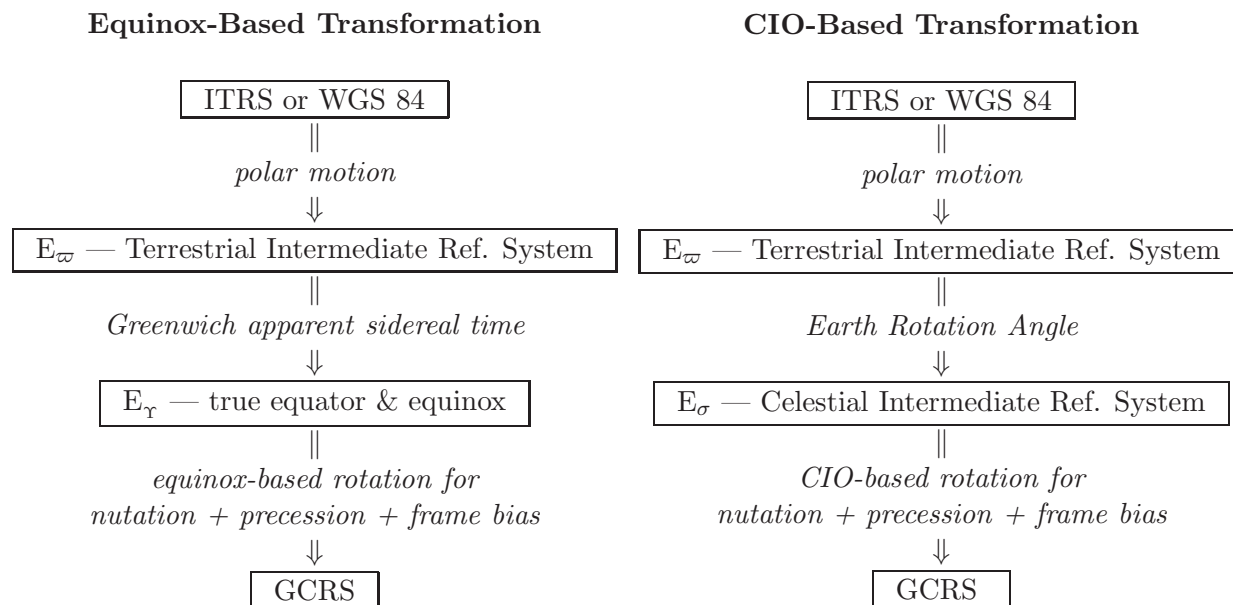 Equinox-Based Transformation
ITRS or WGS 84
polar motion
E_ϖ — Terrestrial Intermediate Ref. System
Greenwich apparent sidereal time
E_ϒ — true equator & equinox
equinox-based rotation for
nutation + precession + frame bias
GCRS
CIO-Based Transformation
ITRS or WGS 84
polar motion
E_ϖ — Terrestrial Intermediate Ref. System
Earth Rotation Angle
E_σ — Celestial Intermediate Ref. System
CIO-based rotation for
nutation + precession + frame bias
GCRS